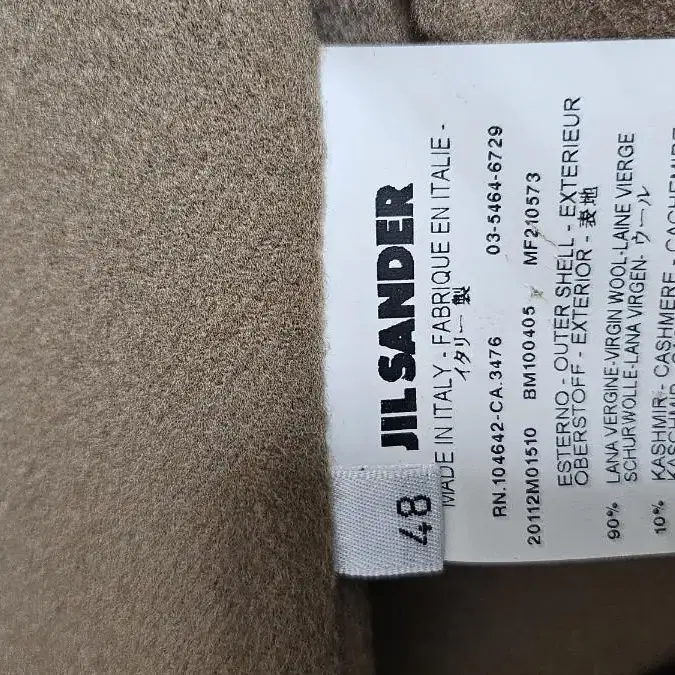 JIL SANDER
MADE IN ITALY - FABRIQUE EN ITALIE -
イタリー 製
RN.104642-CA.3476 03-5464-6729
20112M01510 BM100405 MF210573
ESTERNO - OUTER SHELL - EXTERIEUR
OBERSTOFF - EXTERIOR - 表地
90% LANA VERGINE-VIRGIN WOOL-LAINE VIERGE
SCHURWOLLE-LANA VIRGEN- ウール
10% KASHMIR - CASHMERE - CACHEMIRE
48